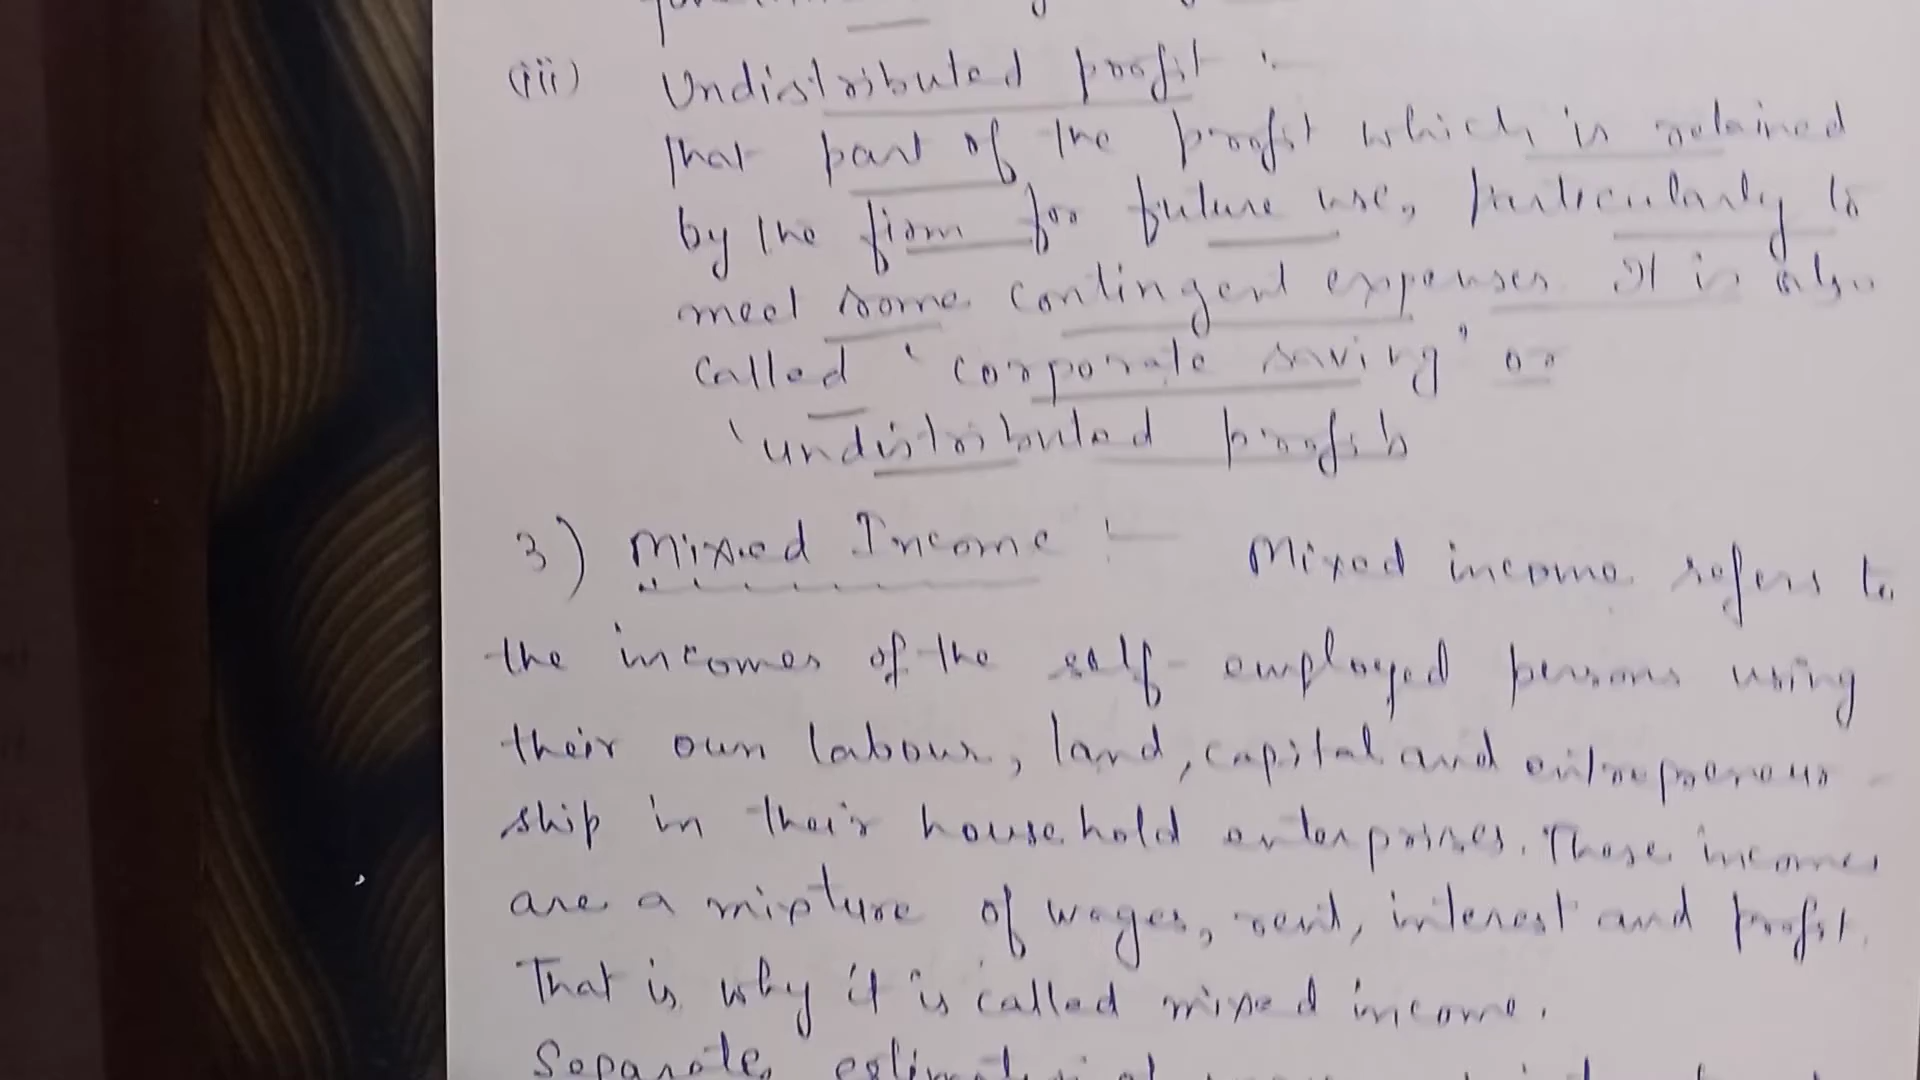 (iii) Undistributed profit :-
That part of the profit which is retained
by the firm for future use, particularly to
meet some contingent expenses. It is also
called 'corporate saving' or
'undistributed profits
3) Mixed Income :- Mixed income refers to
the incomes of the self-employed persons using
their own labour, land, capital and entrepreneur-
ship in their household enterprises. These incomes
are a mixture of wages, rent, interest and profit.
That is why it is called mixed income.
Separate